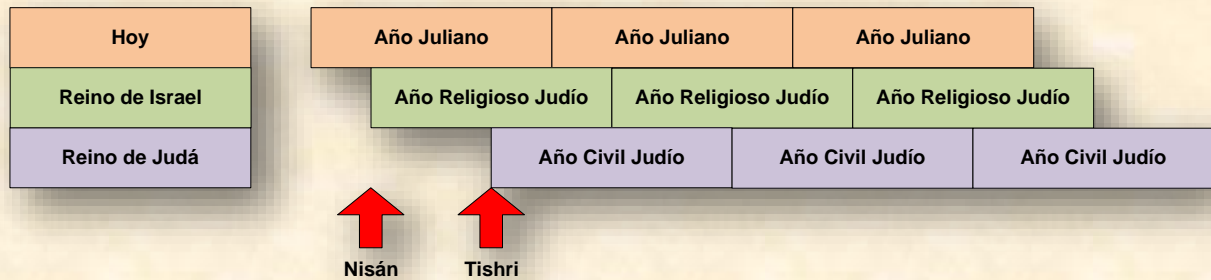 Hoy
Año Juliano Año Juliano Año Juliano
Reino de Israel
Año Religioso Judío Año Religioso Judío Año Religioso Judío
Reino de Judá
Año Civil Judío Año Civil Judío Año Civil Judío
Nisán Tishri